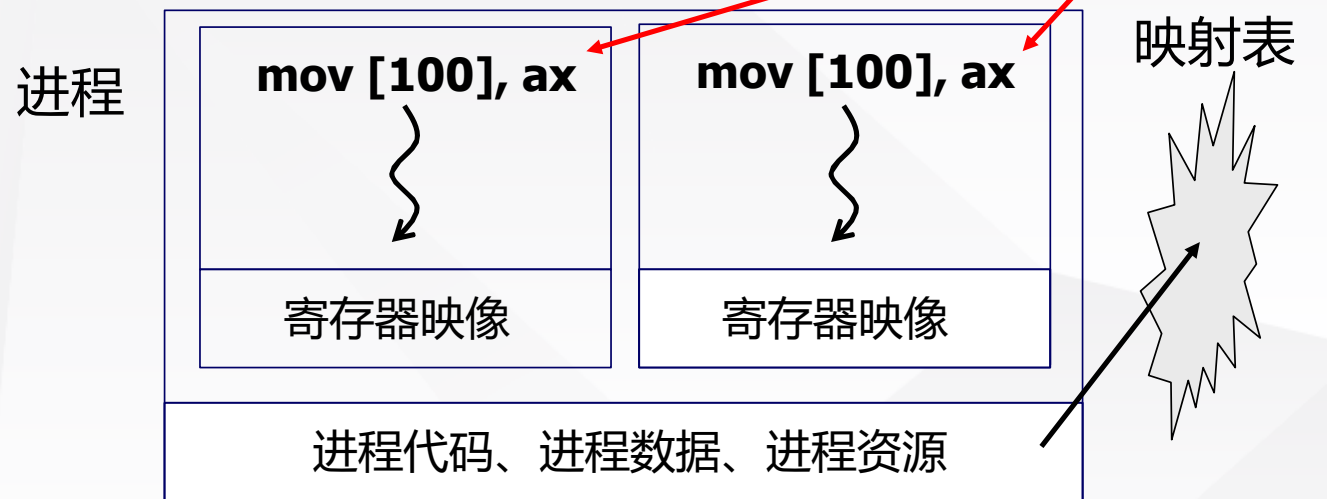 映射表
进程
mov [100], ax
mov [100], ax
寄存器映像
寄存器映像
进程代码、进程数据、进程资源